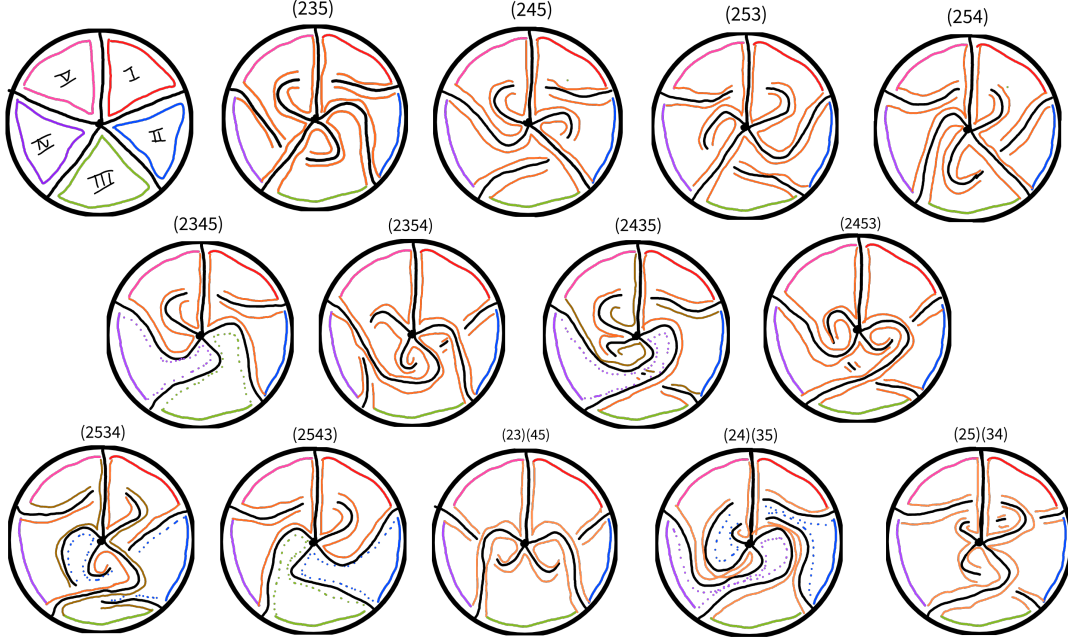 (235) (245) (253) (254)
V I
IV II
III
(2345) (2354) (2435) (2453)
(2534) (2543) (23)(45) (24)(35) (25)(34)